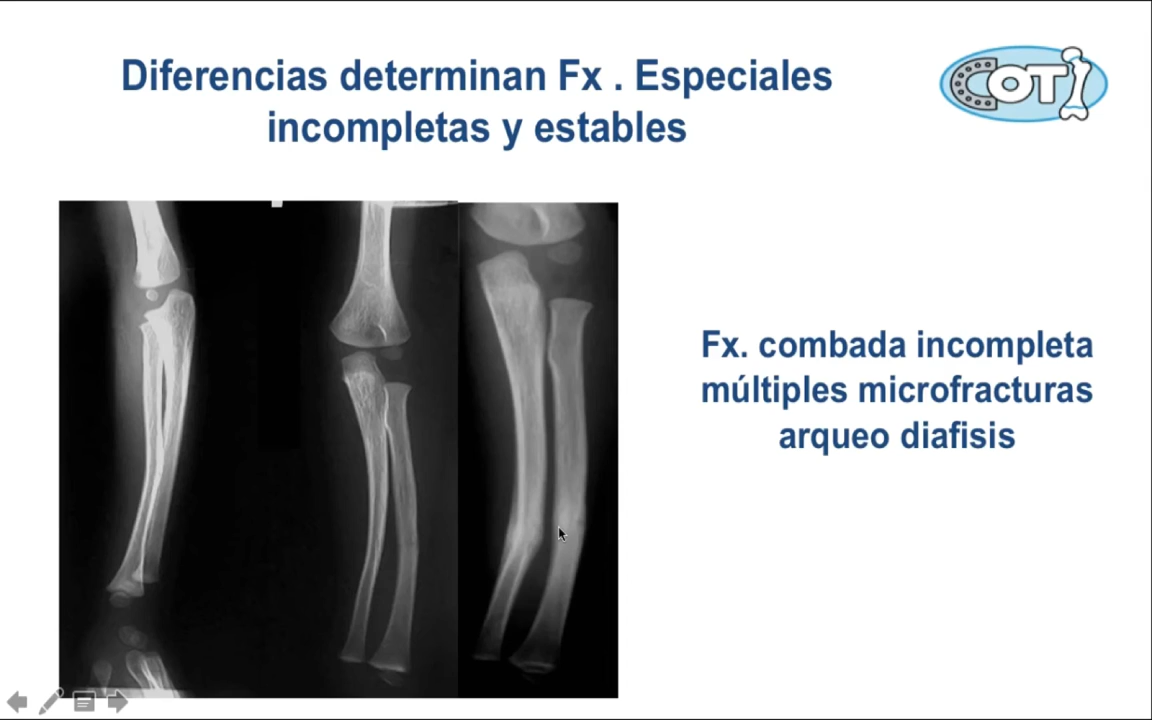 Diferencias determinan Fx . Especiales
incompletas y estables
COT
Fx. combada incompleta
múltiples microfracturas
arqueo diafisis